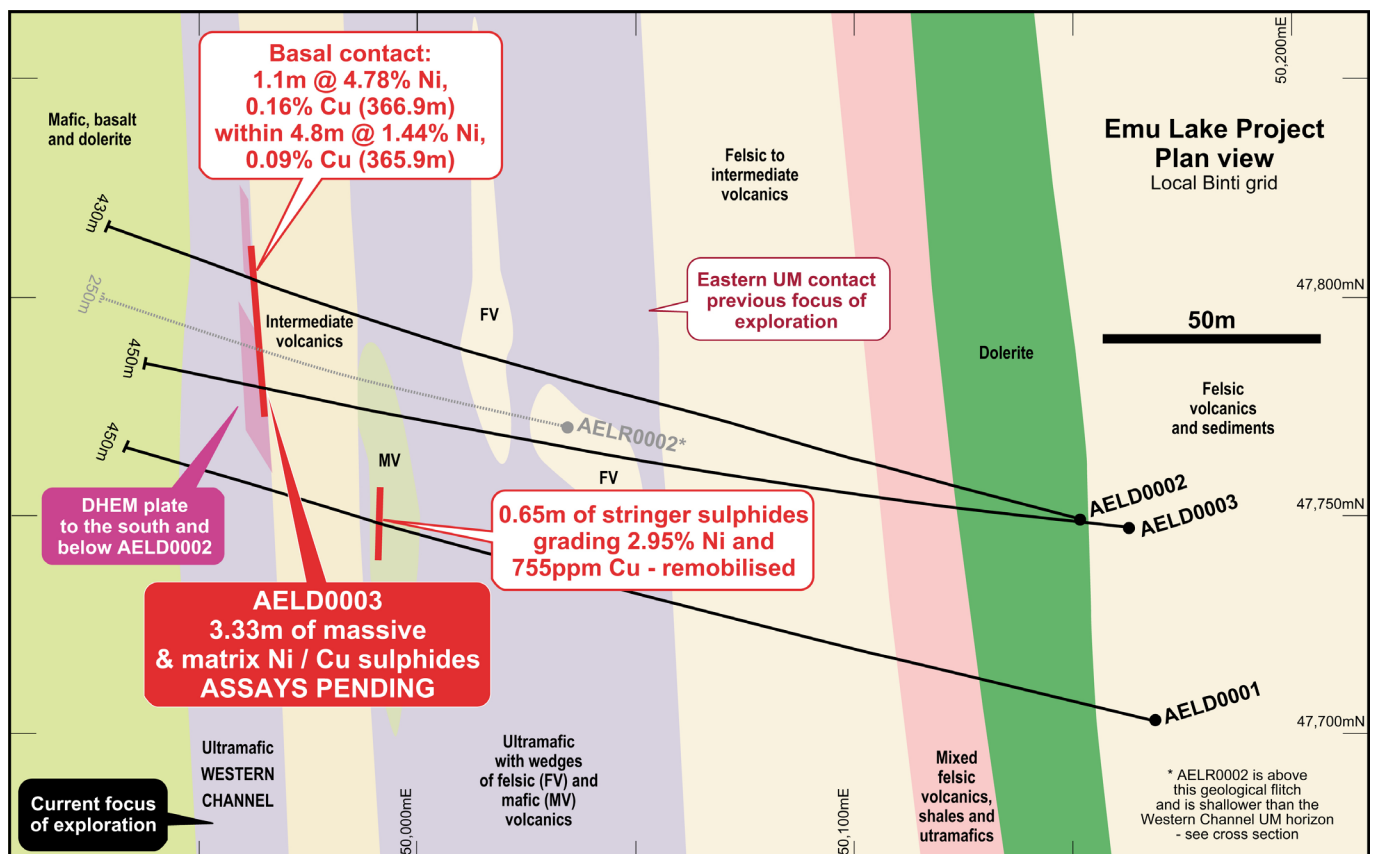 Basal contact:
1.1m @ 4.78% Ni,
0.16% Cu (366.9m)
within 4.8m @ 1.44% Ni,
0.09% Cu (365.9m)
50,200mE
Mafic, basalt
and dolerite
Emu Lake Project
Plan view
Local Binti grid
Felsic to
intermediate
volcanics
430m
250m
Eastern UM contact
previous focus of
exploration
47,800mN
FV
Intermediate
volcanics
50m
450m
Dolerite
Felsic
volcanics
and sediments
AELR0002*
450m
MV
FV
DHEM plate
to the south and
below AELD0002
0.65m of stringer sulphides
grading 2.95% Ni and
755ppm Cu - remobilised
AELD0002
AELD0003
47,750mN
AELD0003
3.33m of massive
& matrix Ni / Cu sulphides
ASSAYS PENDING
AELD0001
47,700mN
Ultramafic
WESTERN
CHANNEL
Ultramafic
with wedges
of felsic (FV) and
mafic (MV)
volcanics
Mixed
felsic
volcanics,
shales and
utramafics
* AELR0002 is above
this geological flitch
and is shallower than the
Western Channel UM horizon
- see cross section
Current focus
of exploration
50,000mE
50,100mE